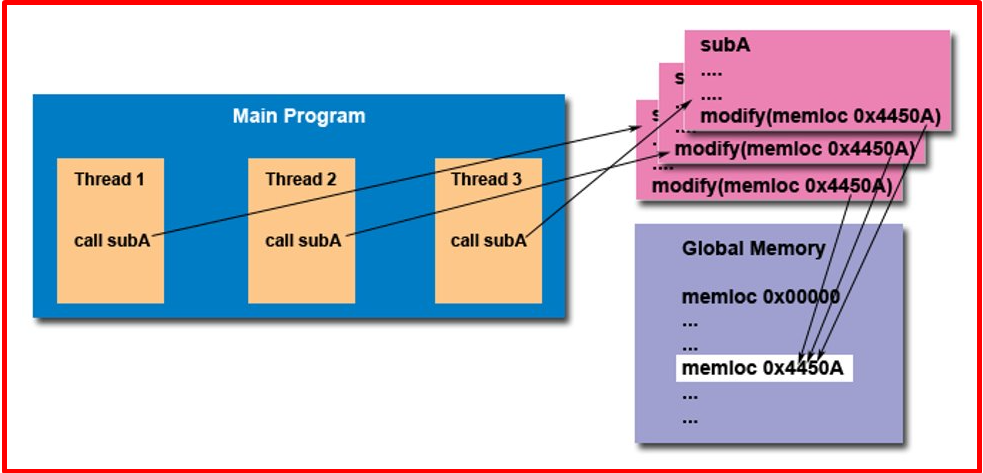 Main Program
Thread 1
call subA
Thread 2
call subA
Thread 3
call subA
subA
....
....
modify(memloc 0x4450A)
modify(memloc 0x4450A)
....
modify(memloc 0x4450A)
Global Memory
memloc 0x00000
...
...
memloc 0x4450A
...
...